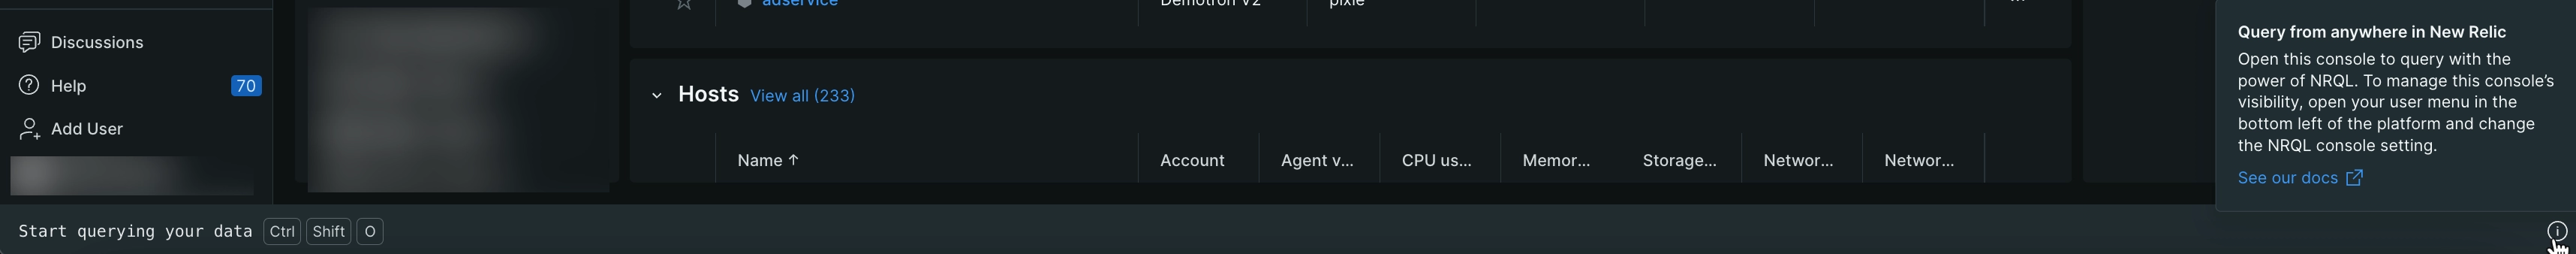 adservice Demotron V2 pixie ...
Discussions
Help 70
Add User
Hosts View all (233)
Name ↑ Account Agent v... CPU us... Memor... Storage... Networ... Networ...
Query from anywhere in New Relic
Open this console to query with the
power of NRQL. To manage this console's
visibility, open your user menu in the
bottom left of the platform and change
the NRQL console setting.
See our docs
Start querying your data Ctrl Shift O